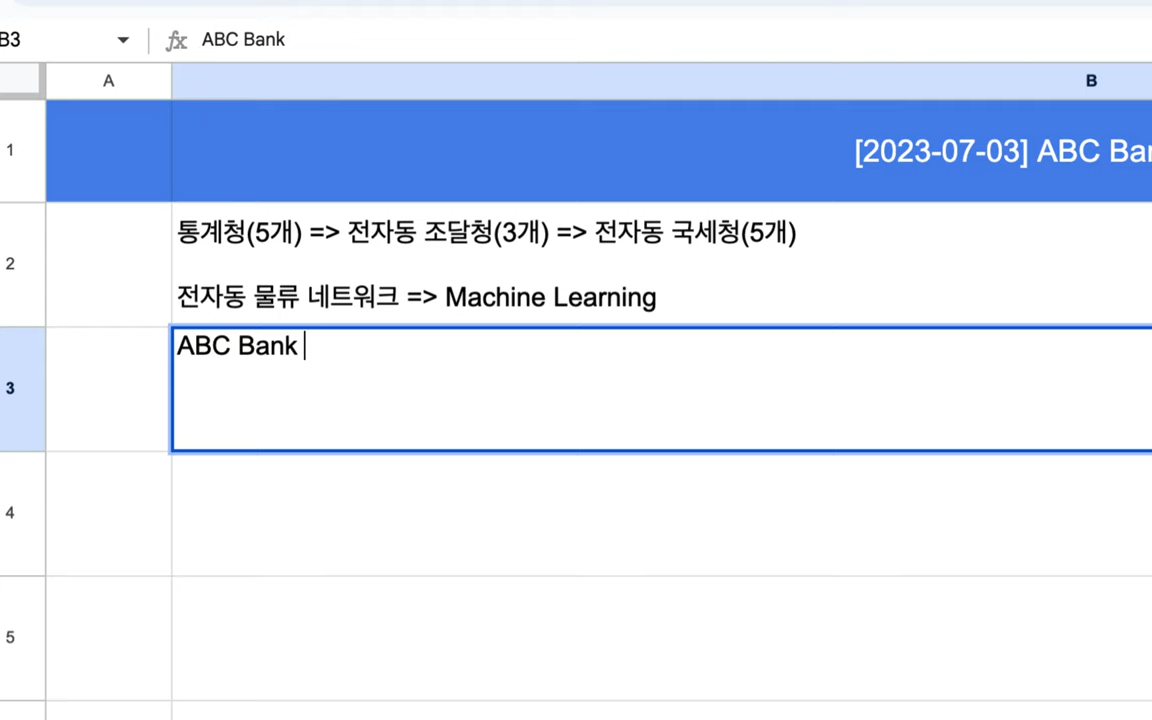 B3 fx ABC Bank
A B
1 [2023-07-03] ABC
2 통계청(5개) => 전자동 조달청(3개) => 전자동 국세청(5개)
전자동 물류 네트워크 => Machine Learning
3 ABC Bank
4
5